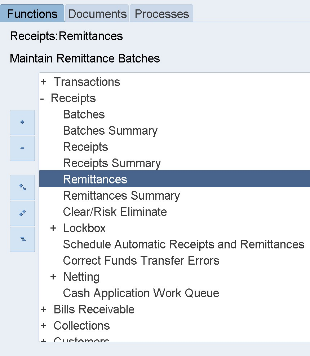 Functions Documents Processes
Receipts:Remittances
Maintain Remittance Batches
+ Transactions
- Receipts
Batches
Batches Summary
Receipts
Receipts Summary
Remittances
Remittances Summary
Clear/Risk Eliminate
+ Lockbox
Schedule Automatic Receipts and Remittances
Correct Funds Transfer Errors
+ Netting
Cash Application Work Queue
+ Bills Receivable
+ Collections
+ Customers